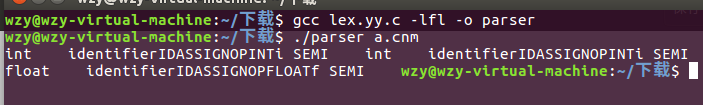 wzy@wzy-virtual-machine:~/下载$ gcc lex.yy.c -lfl -o parser
wzy@wzy-virtual-machine:~/下载$ ./parser a.cnm
int    identifierIDASSIGNOPINTi SEMI    int    identifierIDASSIGNOPINTi SEMI
float   identifierIDASSIGNOPFLOATf SEMI    wzy@wzy-virtual-machine:~/下载$